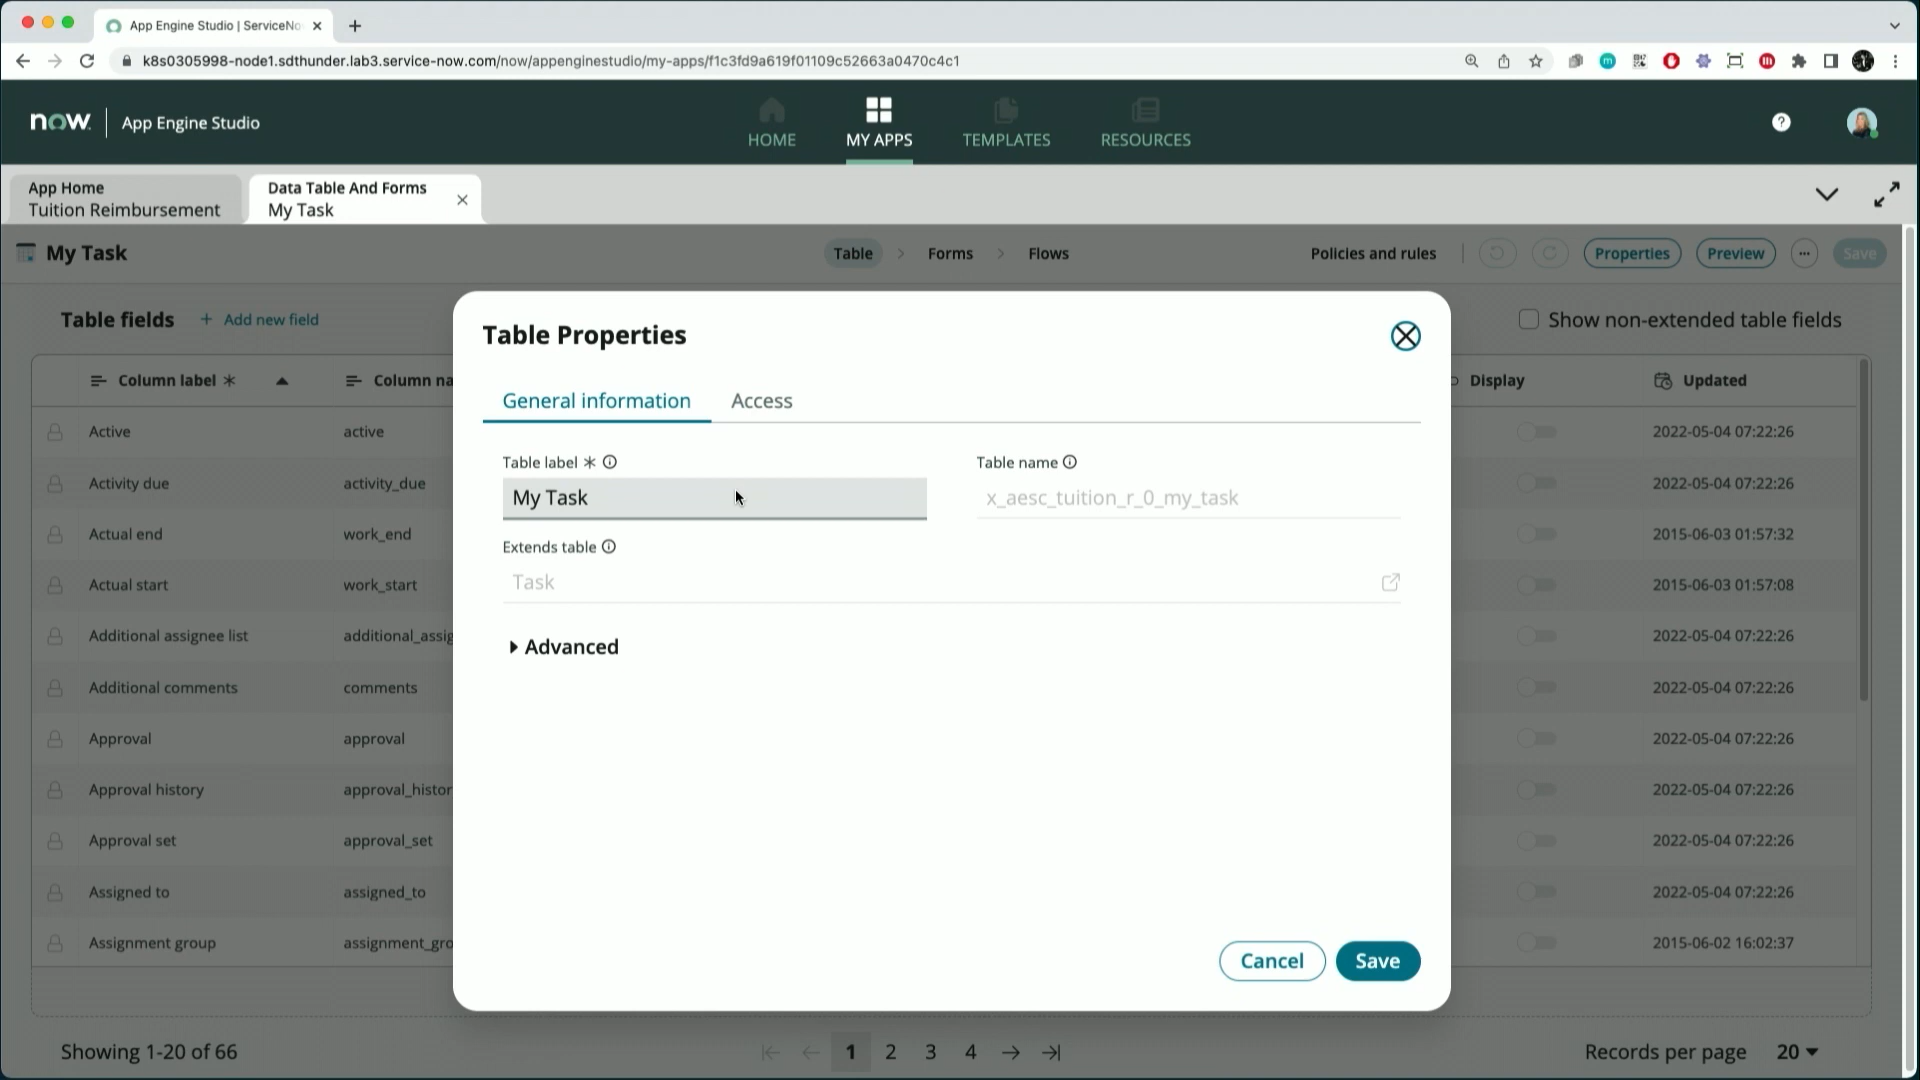 App Engine Studio | ServiceNo
k8s0305998-node1.sdthunder.lab3.service-now.com/now/appenginestudio/my-apps/f1c3fd9a619f01109c52663a0470c4c1
now App Engine Studio
HOME MY APPS TEMPLATES RESOURCES
App Home
Tuition Reimbursement
Data Table And Forms
My Task
My Task
Table > Forms > Flows
Policies and rules Properties Preview ... Save
Table fields + Add new field
Show non-extended table fields
Column label * Column na Display Updated
Active active 2022-05-04 07:22:26
Activity due activity_due 2022-05-04 07:22:26
Actual end work_end 2015-06-03 01:57:32
Actual start work_start 2015-06-03 01:57:08
Additional assignee list additional_assig 2022-05-04 07:22:26
Additional comments comments 2022-05-04 07:22:26
Approval approval 2022-05-04 07:22:26
Approval history approval_histor 2022-05-04 07:22:26
Approval set approval_set 2022-05-04 07:22:26
Assigned to assigned_to 2022-05-04 07:22:26
Assignment group assignment_gro 2015-06-02 16:02:37
Table Properties
General information Access
Table label * Table name
My Task x_aesc_tuition_r_0_my_task
Extends table
Task
Advanced
Cancel Save
Showing 1-20 of 66
1 2 3 4
Records per page 20